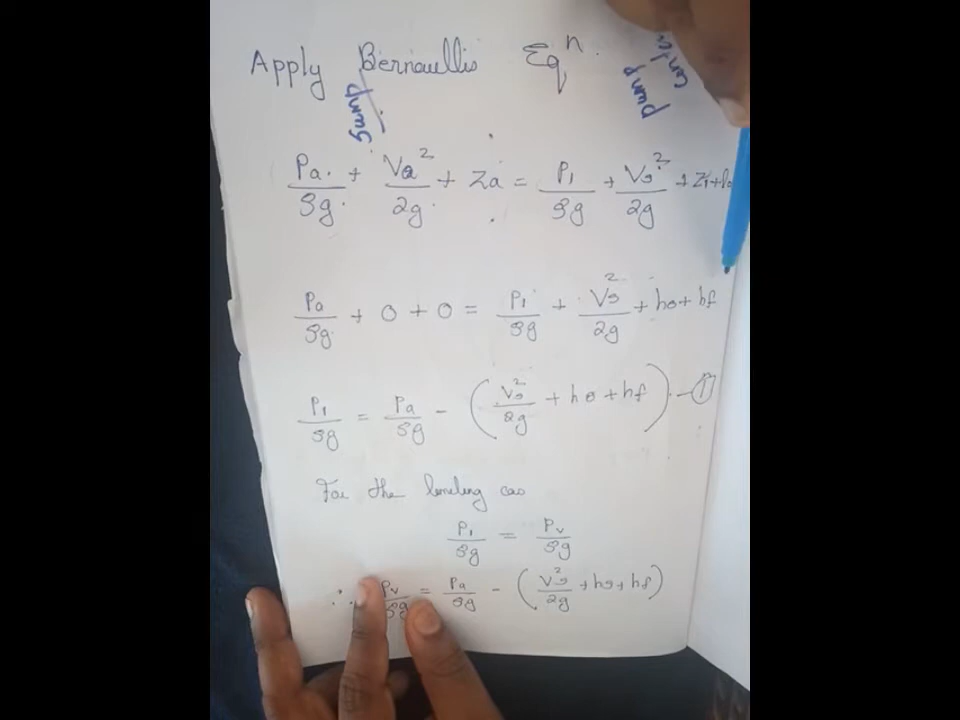 Apply Bernoullis Eqⁿ.
Sump
Pump
Pa/ρg + Va²/2g + Za = P₁/ρg + Vs²/2g + Z₁ +
Pa/ρg + 0 + 0 = P₁/ρg + Vs²/2g + hs + hf
P₁/ρg = Pa/ρg - (Vs²/2g + hs + hf) - ①
For the limiting cas
P₁/ρg = Pv/ρg
∴ Pv/ρg = Pa/ρg - (Vs²/2g + hs + hf)